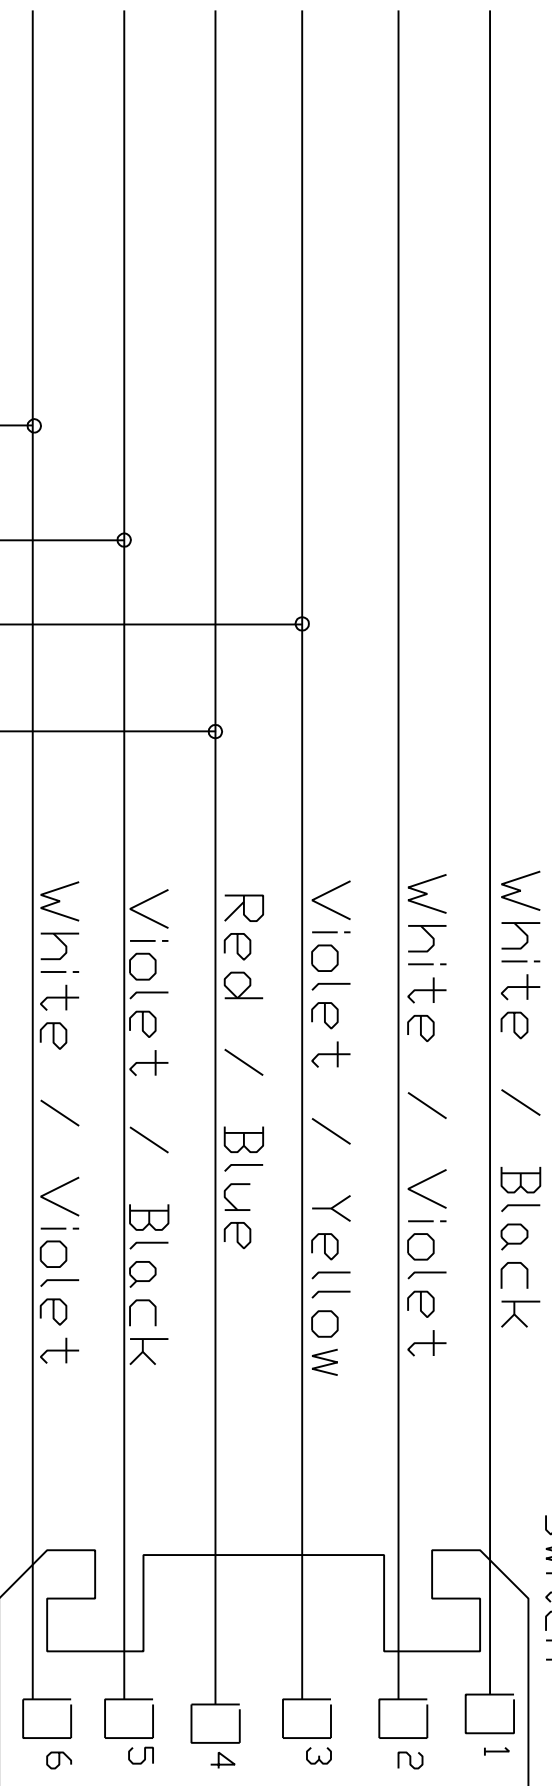 White / Black
White / Violet
Violet / Yellow
Red / Blue
Violet / Black
White / Violet
1
2
3
4
5
6